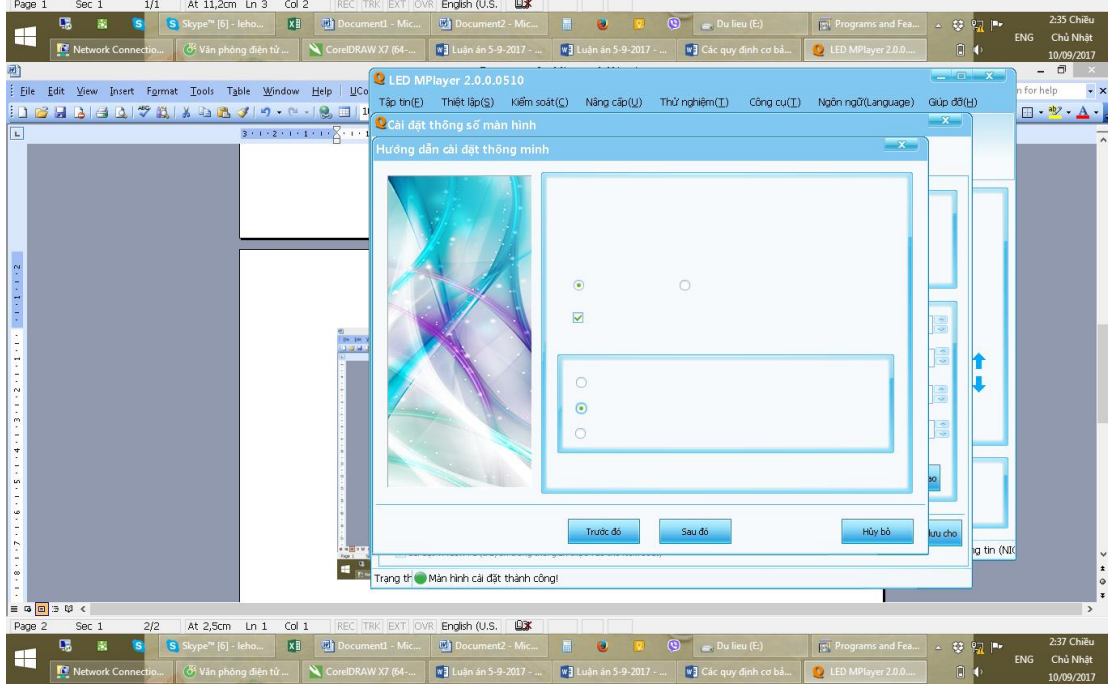 Page 1 Sec 1 1/1 At 11,2cm Ln 3 Col 2 REC TRK EXT OVR English (U.S.
Skype™ [6] - leho... Document1 - Mic... Document2 - Mic... Du lieu (E:) Programs and Fea... 2:35 Chiều
ENG Chủ Nhật
Network Connectio... Văn phòng điện tử ... CorelDRAW X7 (64-... Luận án 5-9-2017 - ... Luận án 5-9-2017 - ... Các quy định cơ bả... LED MPlayer 2.0.0.... 10/09/2017
LED MPlayer 2.0.0.0510
File Edit View Insert Format Tools Table Window Help
Tập tin(F) Thiết lập(S) Kiểm soát(C) Nâng cấp(U) Thử nghiệm(T) Công cụ(T) Ngôn ngữ(Language) Giúp đỡ(H)
n for help
Cài đặt thông số màn hình
Hướng dẫn cài đặt thông minh
Trước đó Sau đó Hủy bỏ
lưu cho
ng tin (NI
Trạng th Màn hình cài đặt thành công!
Page 2 Sec 1 2/2 At 2,5cm Ln 1 Col 1 REC TRK EXT OVR English (U.S.
Skype™ [6] - leho... Document1 - Mic... Document2 - Mic... Du lieu (E:) Programs and Fea... 2:37 Chiều
ENG Chủ Nhật
Network Connectio... Văn phòng điện tử ... CorelDRAW X7 (64-... Luận án 5-9-2017 - ... Luận án 5-9-2017 - ... Các quy định cơ bả... LED MPlayer 2.0.0.... 10/09/2017